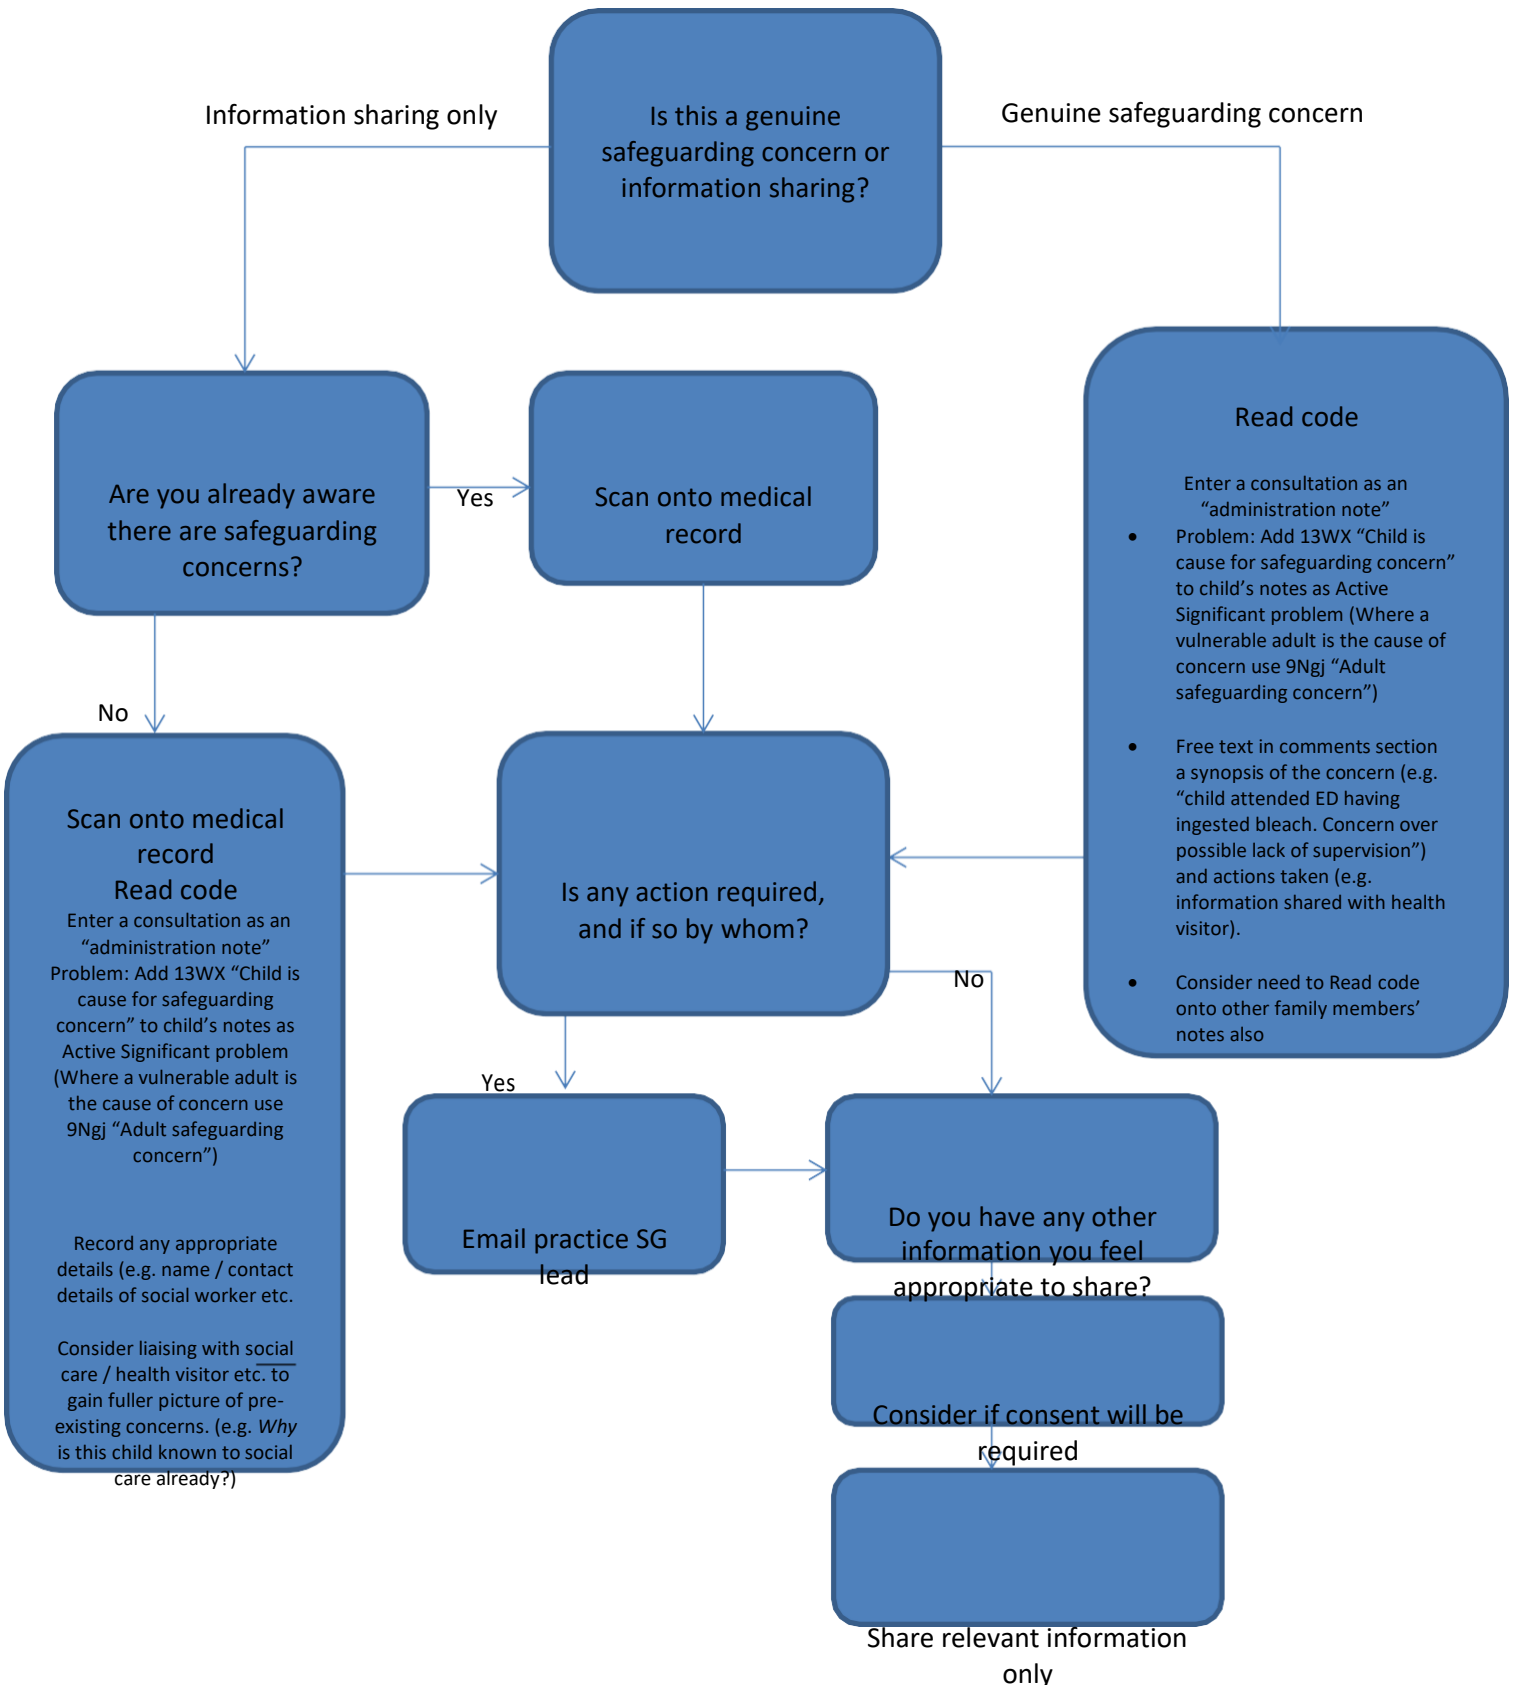 Information sharing only
Is this a genuine
safeguarding concern or
information sharing?
Genuine safeguarding concern
Are you already aware
there are safeguarding
concerns?
Yes
Scan onto medical
record
Read code
Enter a consultation as an
“administration note”
• Problem: Add 13WX “Child is
cause for safeguarding concern”
to child’s notes as Active
Significant problem (Where a
vulnerable adult is the cause of
concern use 9Ngj “Adult
safeguarding concern”)
• Free text in comments section
a synopsis of the concern (e.g.
“child attended ED having
ingested bleach. Concern over
possible lack of supervision”)
and actions taken (e.g.
information shared with health
visitor).
• Consider need to Read code
onto other family members’
notes also
No
Scan onto medical
record
Read code
Enter a consultation as an
“administration note”
Problem: Add 13WX “Child is
cause for safeguarding
concern” to child’s notes as
Active Significant problem
(Where a vulnerable adult is
the cause of concern use
9Ngj “Adult safeguarding
concern”)
Record any appropriate
details (e.g. name / contact
details of social worker etc.
Consider liaising with social
care / health visitor etc. to
gain fuller picture of pre-
existing concerns. (e.g. Why
is this child known to social
care already?)
Is any action required,
and if so by whom?
No
Yes
Email practice SG
lead
Do you have any other
information you feel
appropriate to share?
Consider if consent will be
required
Share relevant information
only